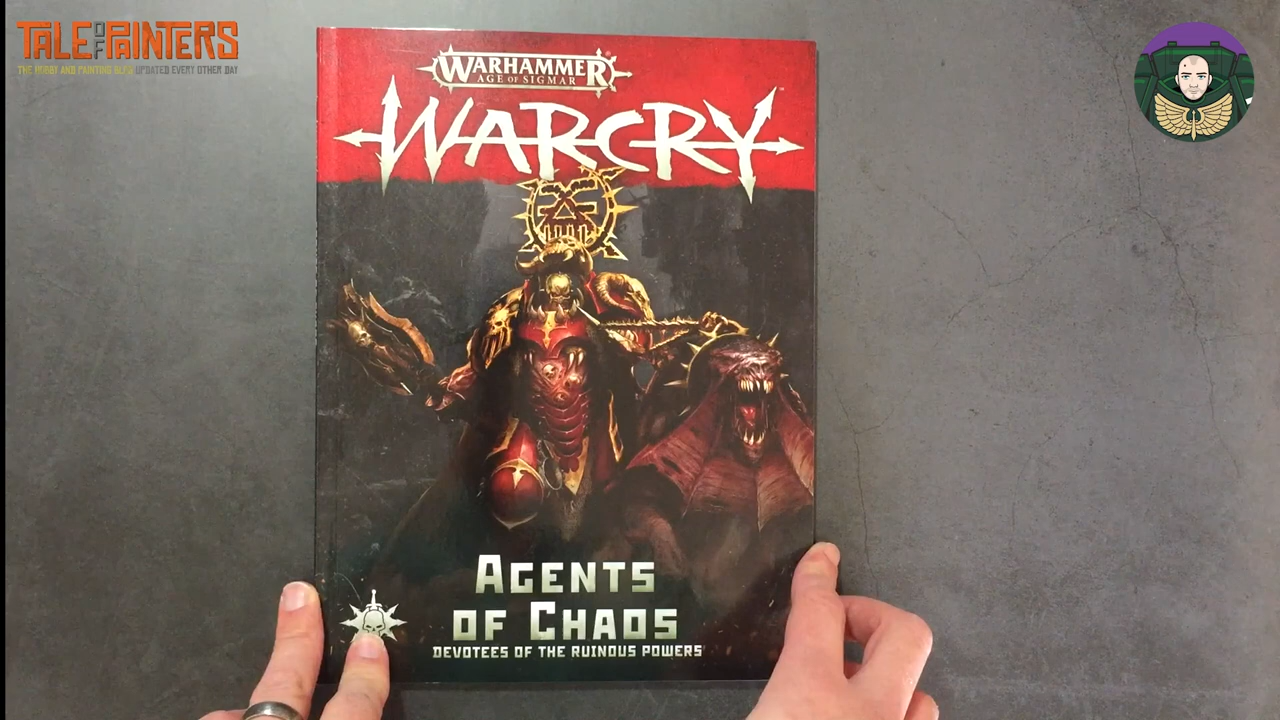 TALE OF PAINTERS
THE HOBBY AND PAINTING BLOG UPDATED EVERY OTHER DAY
WARHAMMER
AGE OF SIGMAR
WARCRY
AGENTS
OF CHAOS
DEVOTEES OF THE RUINOUS POWERS